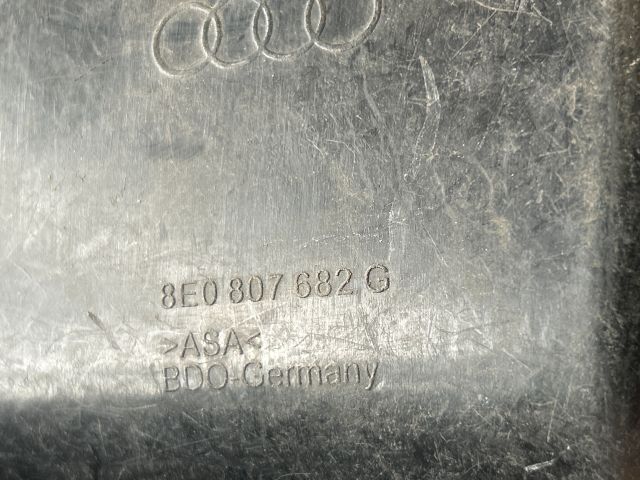 8E0 807 682 G
>ASA<
BDO-Germany